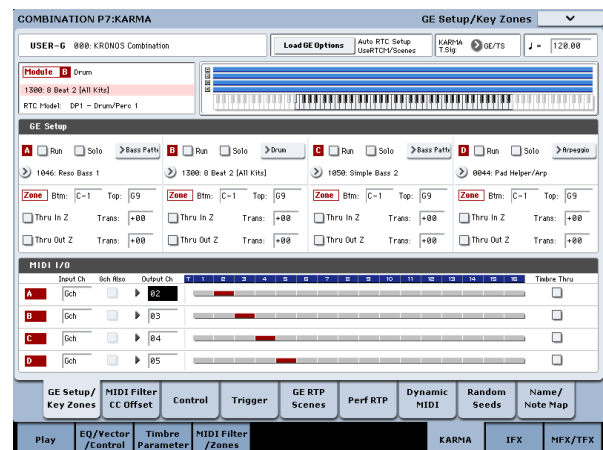 COMBINATION P7:KARMA GE Setup/Key Zones
USER-G 000: KRONOS Combination Load GE Options Auto RTC Setup UseRTCM/Scenes KARMA T.Sig: GE/TS ♩= 120.00
Module B Drum
1300: 8 Beat 2 [All Kits]
RTC Model: DP1 - Drum/Perc 1
A
B
C
D
GE Setup
A Run Solo Bass Patte B Run Solo Drum C Run Solo Bass Patte D Run Solo Arpeggio
1046: Reso Bass 1 1300: 8 Beat 2 [All Kits] 1050: Simple Bass 2 0044: Pad Helper/Arp
Zone Btm: C-1 Top: G9 Zone Btm: C-1 Top: G9 Zone Btm: C-1 Top: G9 Zone Btm: C-1 Top: G9
Thru In Z Trans: +00 Thru In Z Trans: +00 Thru In Z Trans: +00 Thru In Z Trans: +00
Thru Out Z Trans: +00 Thru Out Z Trans: +00 Thru Out Z Trans: +00 Thru Out Z Trans: +00
MIDI I/O
Input Ch Gch Also Output Ch T 1 2 3 4 5 6 7 8 9 10 11 12 13 14 15 16 Timbre Thru
A Gch 02
B Gch 03
C Gch 04
D Gch 05
GE Setup/ Key Zones MIDI Filter CC Offset Control Trigger GE RTP Scenes Perf RTP Dynamic MIDI Random Seeds Name/ Note Map
Play EQ/Vector /Control Timbre Parameter MIDI Filter /Zones KARMA IFX MFX/TFX